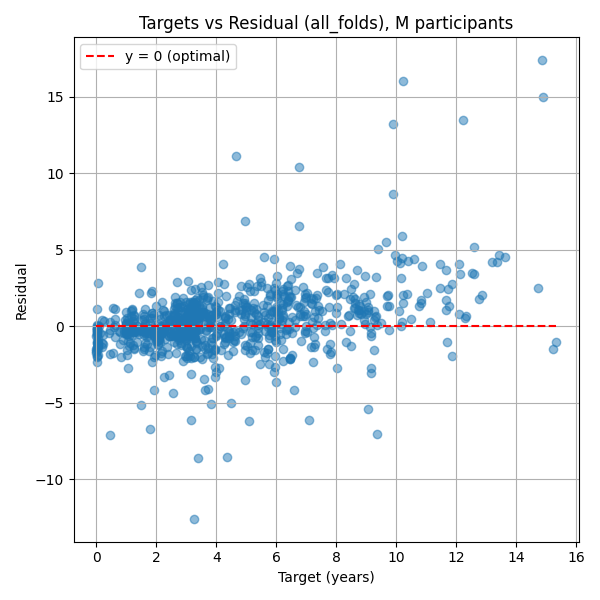 Targets vs Residual (all_folds), M participants
y = 0 (optimal)
Residual
15
10
5
0
−5
−10
0 2 4 6 8 10 12 14 16
Target (years)